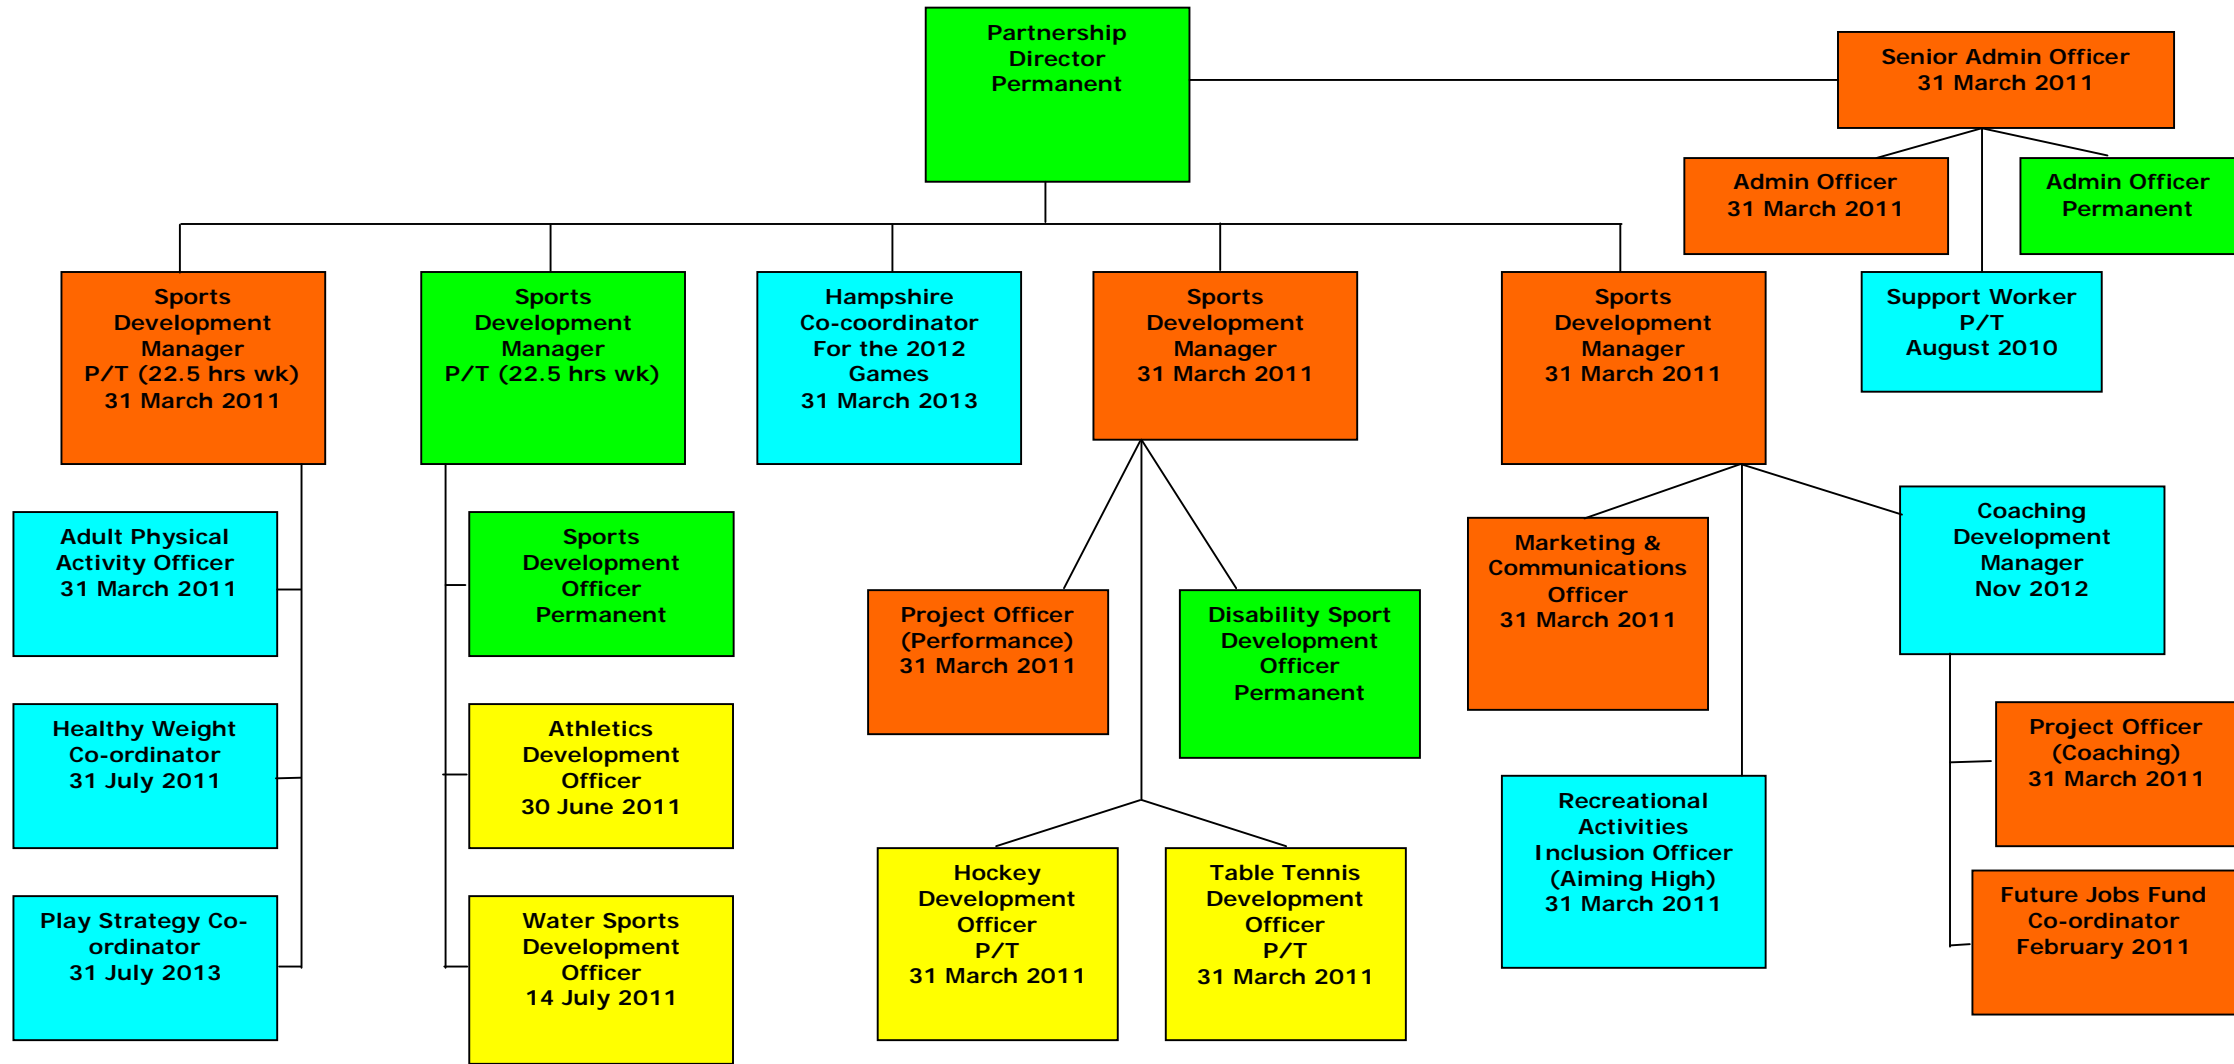 Partnership
Director
Permanent
Senior Admin Officer
31 March 2011
Admin Officer
31 March 2011
Admin Officer
Permanent
Support Worker
P/T
August 2010
Sports
Development
Manager
P/T (22.5 hrs wk)
31 March 2011
Sports
Development
Manager
P/T (22.5 hrs wk)
Hampshire
Co-coordinator
For the 2012
Games
31 March 2013
Sports
Development
Manager
31 March 2011
Sports
Development
Manager
31 March 2011
Adult Physical
Activity Officer
31 March 2011
Healthy Weight
Co-ordinator
31 July 2011
Play Strategy Co-
ordinator
31 July 2013
Sports
Development
Officer
Permanent
Athletics
Development
Officer
30 June 2011
Water Sports
Development
Officer
14 July 2011
Project Officer
(Performance)
31 March 2011
Disability Sport
Development
Officer
Permanent
Hockey
Development
Officer
P/T
31 March 2011
Table Tennis
Development
Officer
P/T
31 March 2011
Marketing &
Communications
Officer
31 March 2011
Recreational
Activities
Inclusion Officer
(Aiming High)
31 March 2011
Coaching
Development
Manager
Nov 2012
Project Officer
(Coaching)
31 March 2011
Future Jobs Fund
Co-ordinator
February 2011